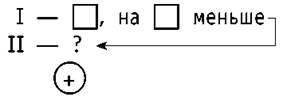 I — □, на □ меньше
II — ?
+